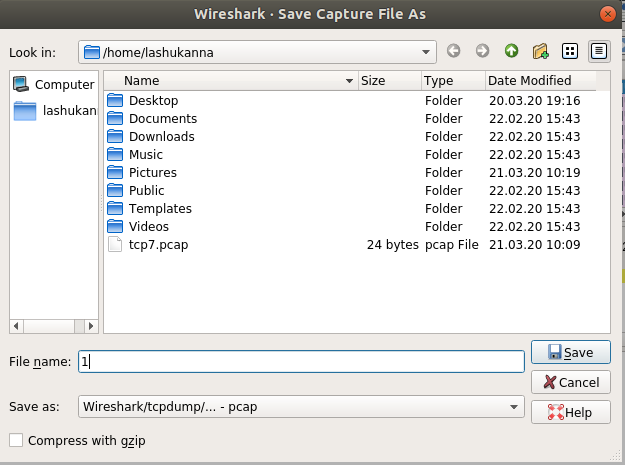 Wireshark · Save Capture File As
Look in: /home/lashukanna
Computer
lashukan
Name Size Type Date Modified
Desktop Folder 20.03.20 19:16
Documents Folder 22.02.20 15:43
Downloads Folder 22.02.20 15:43
Music Folder 22.02.20 15:43
Pictures Folder 21.03.20 10:19
Public Folder 22.02.20 15:43
Templates Folder 22.02.20 15:43
Videos Folder 22.02.20 15:43
tcp7.pcap 24 bytes pcap File 21.03.20 10:09
File name: 1
Save
Cancel
Save as: Wireshark/tcpdump/... - pcap
Help
Compress with gzip